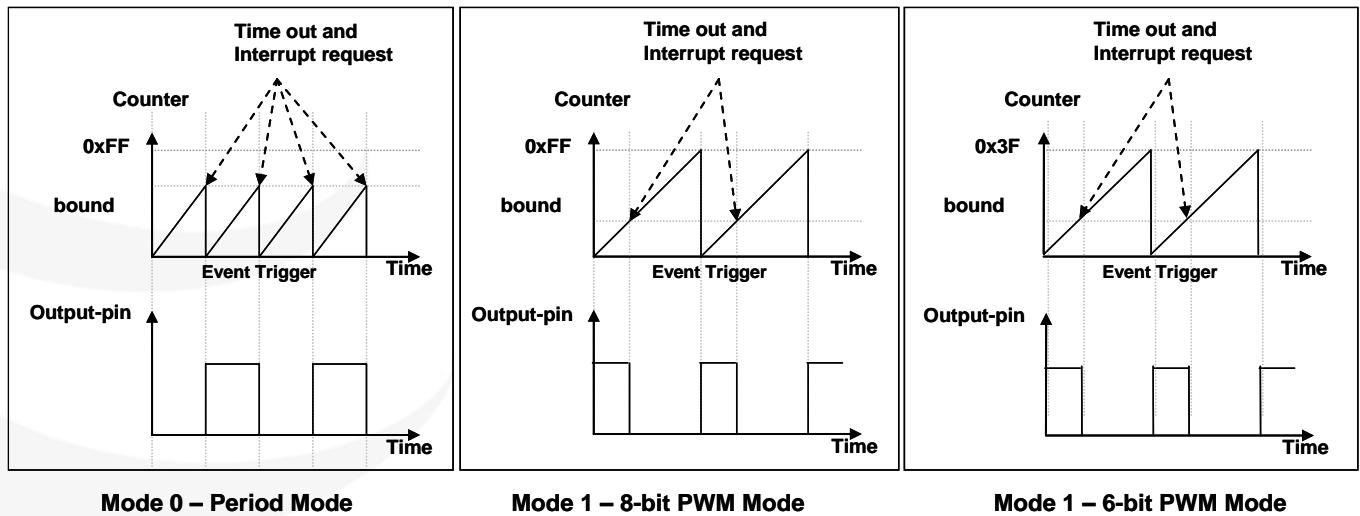 Time out and
Interrupt request
Counter
0xFF
bound
Event Trigger
Time
Output-pin
Time
Mode 0 – Period Mode
Time out and
Interrupt request
Counter
0xFF
bound
Event Trigger
Time
Output-pin
Time
Mode 1 – 8-bit PWM Mode
Time out and
Interrupt request
Counter
0x3F
bound
Event Trigger
Time
Output-pin
Time
Mode 1 – 6-bit PWM Mode